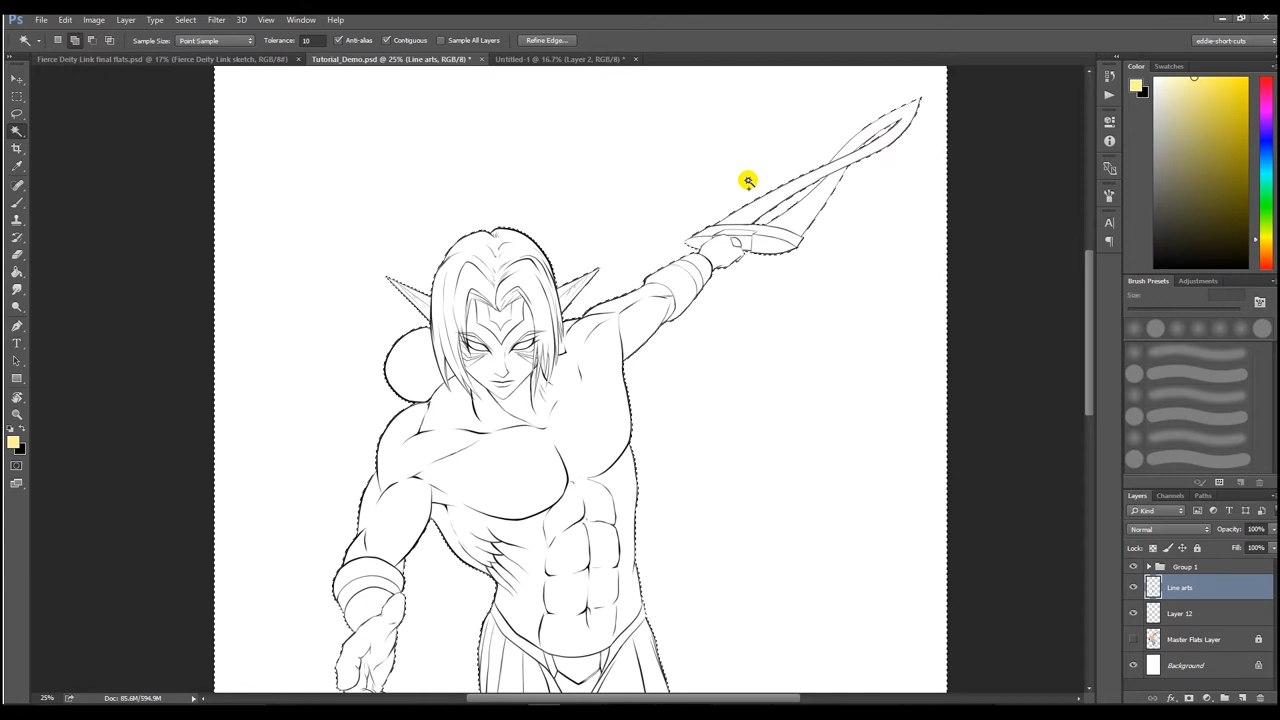 Ps File Edit Image Layer Type Select Filter 3D View Window Help
Sample Size: Point Sample Tolerance: 10 Anti-alias Contiguous Sample All Layers Refine Edge... eddie-short-cuts
Fierce Deity Link final flats.psd @ 17% (Fierce Deity Link sketch, RGB/8#) × Tutorial_Demo.psd @ 25% (Line arts, RGB/8) * × Untitled-1 @ 16.7% (Layer 2, RGB/8) * ×
Color Swatches
Brush Presets Adjustments
Size:
Layers Channels Paths
Kind
Normal Opacity: 100%
Lock: Fill: 100%
Group 1
Line arts
Layer 12
Master Flats Layer
Background
25% Doc: 85.6M/594.9M